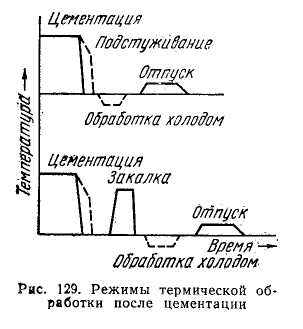 Цементация
Подстуживание
Отпуск
Обработка холодом
Температура
Цементация
Закалка
Отпуск
Время
Обработка холодом
Рис. 129. Режимы термической об-
работки после цементации